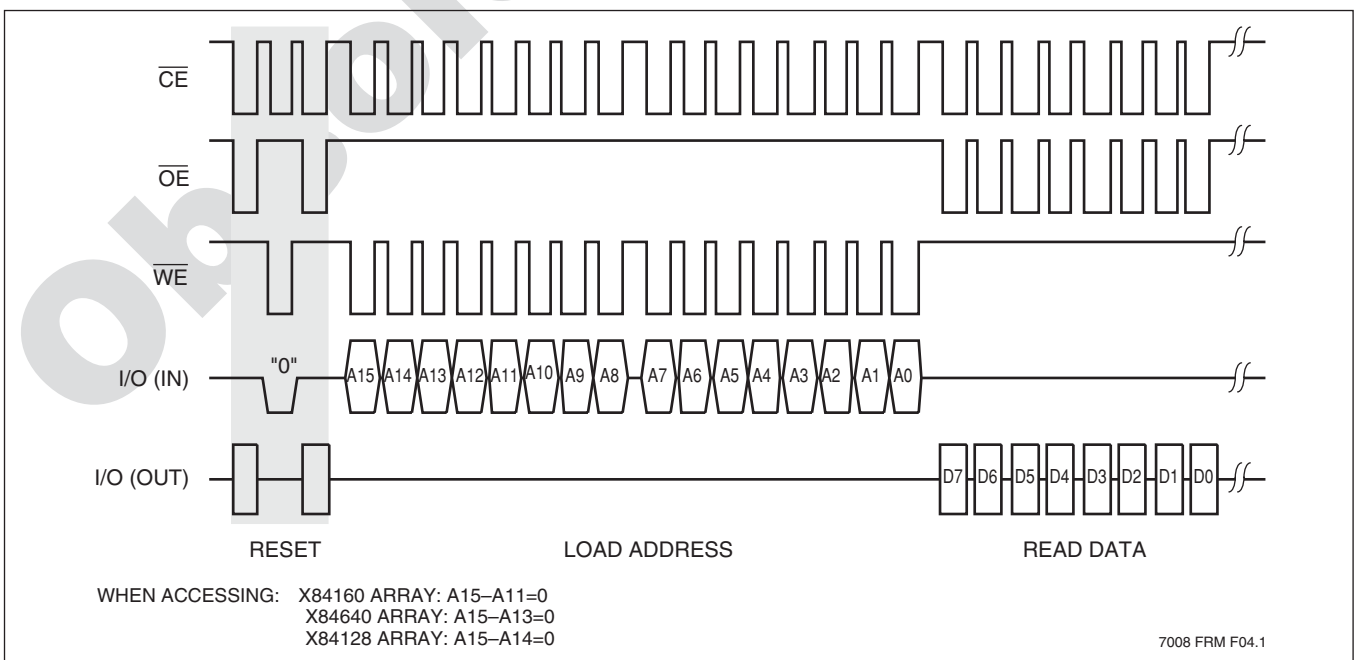 CE
OE
WE
I/O (IN) "0" A15 A14 A13 A12 A11 A10 A9 A8 A7 A6 A5 A4 A3 A2 A1 A0
I/O (OUT) D7 D6 D5 D4 D3 D2 D1 D0
RESET LOAD ADDRESS READ DATA
WHEN ACCESSING: X84160 ARRAY: A15–A11=0
X84640 ARRAY: A15–A13=0
X84128 ARRAY: A15–A14=0
7008 FRM F04.1